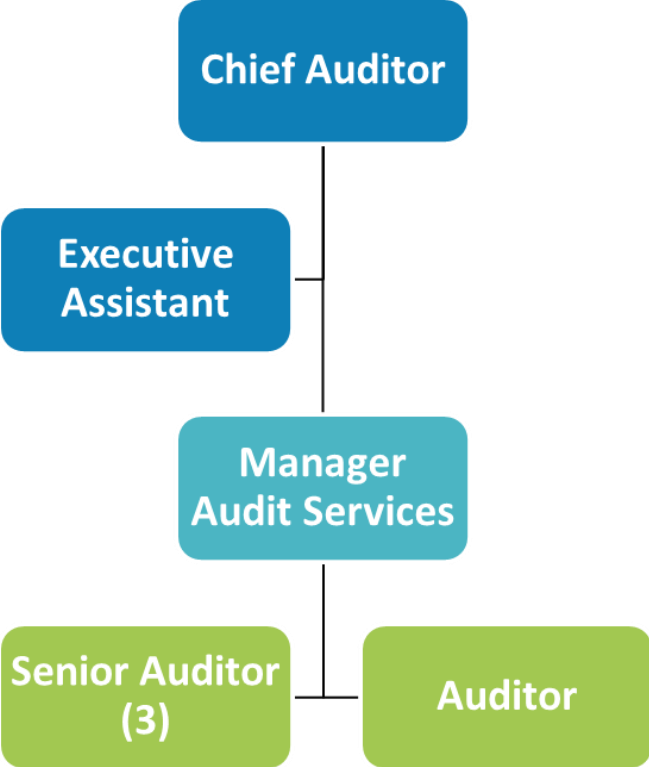 Chief Auditor
Executive
Assistant
Manager
Audit Services
Senior Auditor
(3)
Auditor